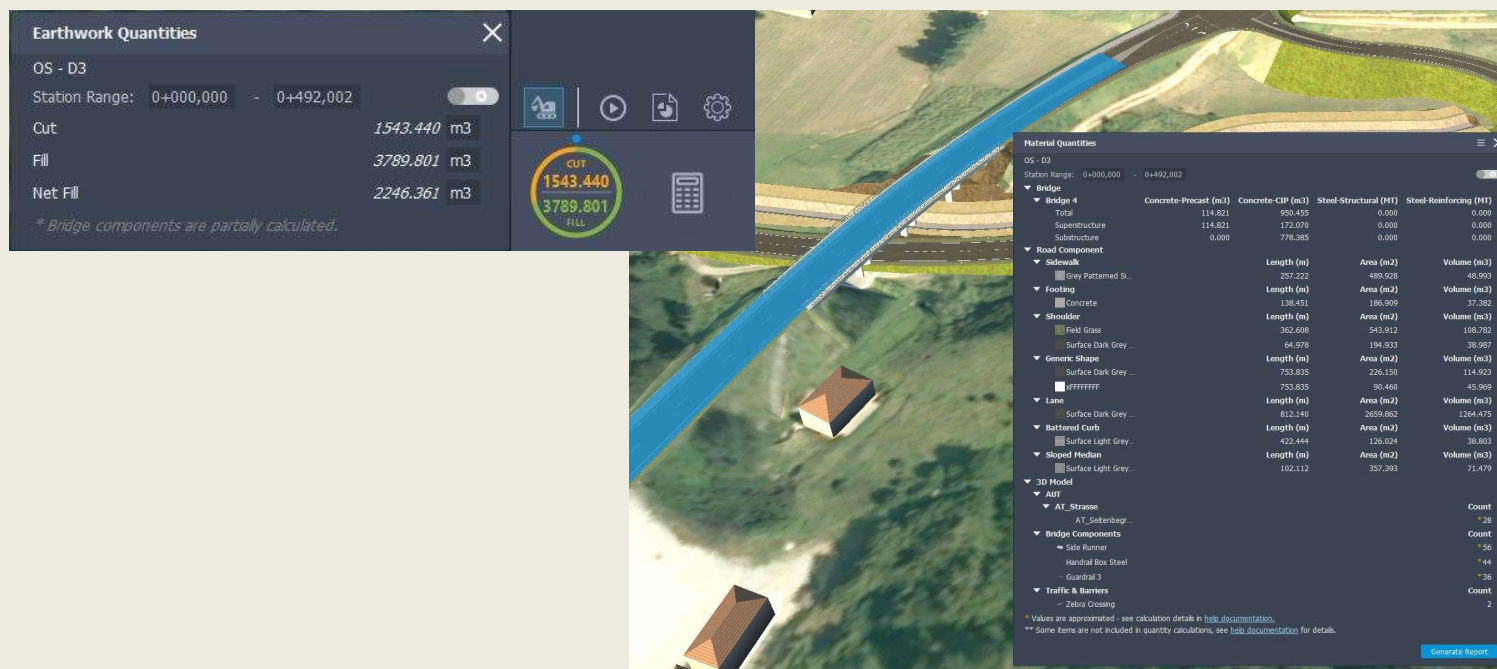 Earthwork Quantities
OS - D3
Station Range: 0+000,000 - 0+492,002
Cut 1543.440 m3
Fill 3789.801 m3
Net Fill 2246.361 m3
* Bridge components are partially calculated.
CUT
1543.440
3789.801
FILL
Material Quantities
OS - D3
Station Range: 0+000,000 - 0+492,002
Bridge
Bridge 4 Concrete-Precast (m3) Concrete-CIP (m3) Steel-Structural (MT) Steel-Reinforcing (MT)
Total 114.821 950.455 0.000 0.000
Superstructure 114.821 172.070 0.000 0.000
Substructure 0.000 778.385 0.000 0.000
Road Component
Sidewalk Length (m) Area (m2) Volume (m3)
Grey Patterned Si... 257.222 489.928 48.993
Footing Length (m) Area (m2) Volume (m3)
Concrete 138.451 186.909 37.382
Shoulder Length (m) Area (m2) Volume (m3)
Field Grass 362.608 543.912 108.782
Surface Dark Grey ... 64.978 194.933 38.987
Generic Shape Length (m) Area (m2) Volume (m3)
Surface Dark Grey ... 753.835 226.150 114.923
xFFFFFFFF 753.835 90.460 45.969
Lane Length (m) Area (m2) Volume (m3)
Surface Dark Grey ... 812.140 2659.862 1264.475
Battered Curb Length (m) Area (m2) Volume (m3)
Surface Light Grey... 422.444 126.024 38.803
Sloped Median Length (m) Area (m2) Volume (m3)
Surface Light Grey... 102.112 357.393 71.479
3D Model
AUT
AT_Strasse Count
AT_Seitenbegr... *28
Bridge Components Count
Side Runner *56
Handrail Box Steel *44
Guardrail 3 *36
Traffic & Barriers Count
Zebra Crossing 2
* Values are approximated - see calculation details in help documentation.
** Some items are not included in quantity calculations, see help documentation for details.
Generate Report